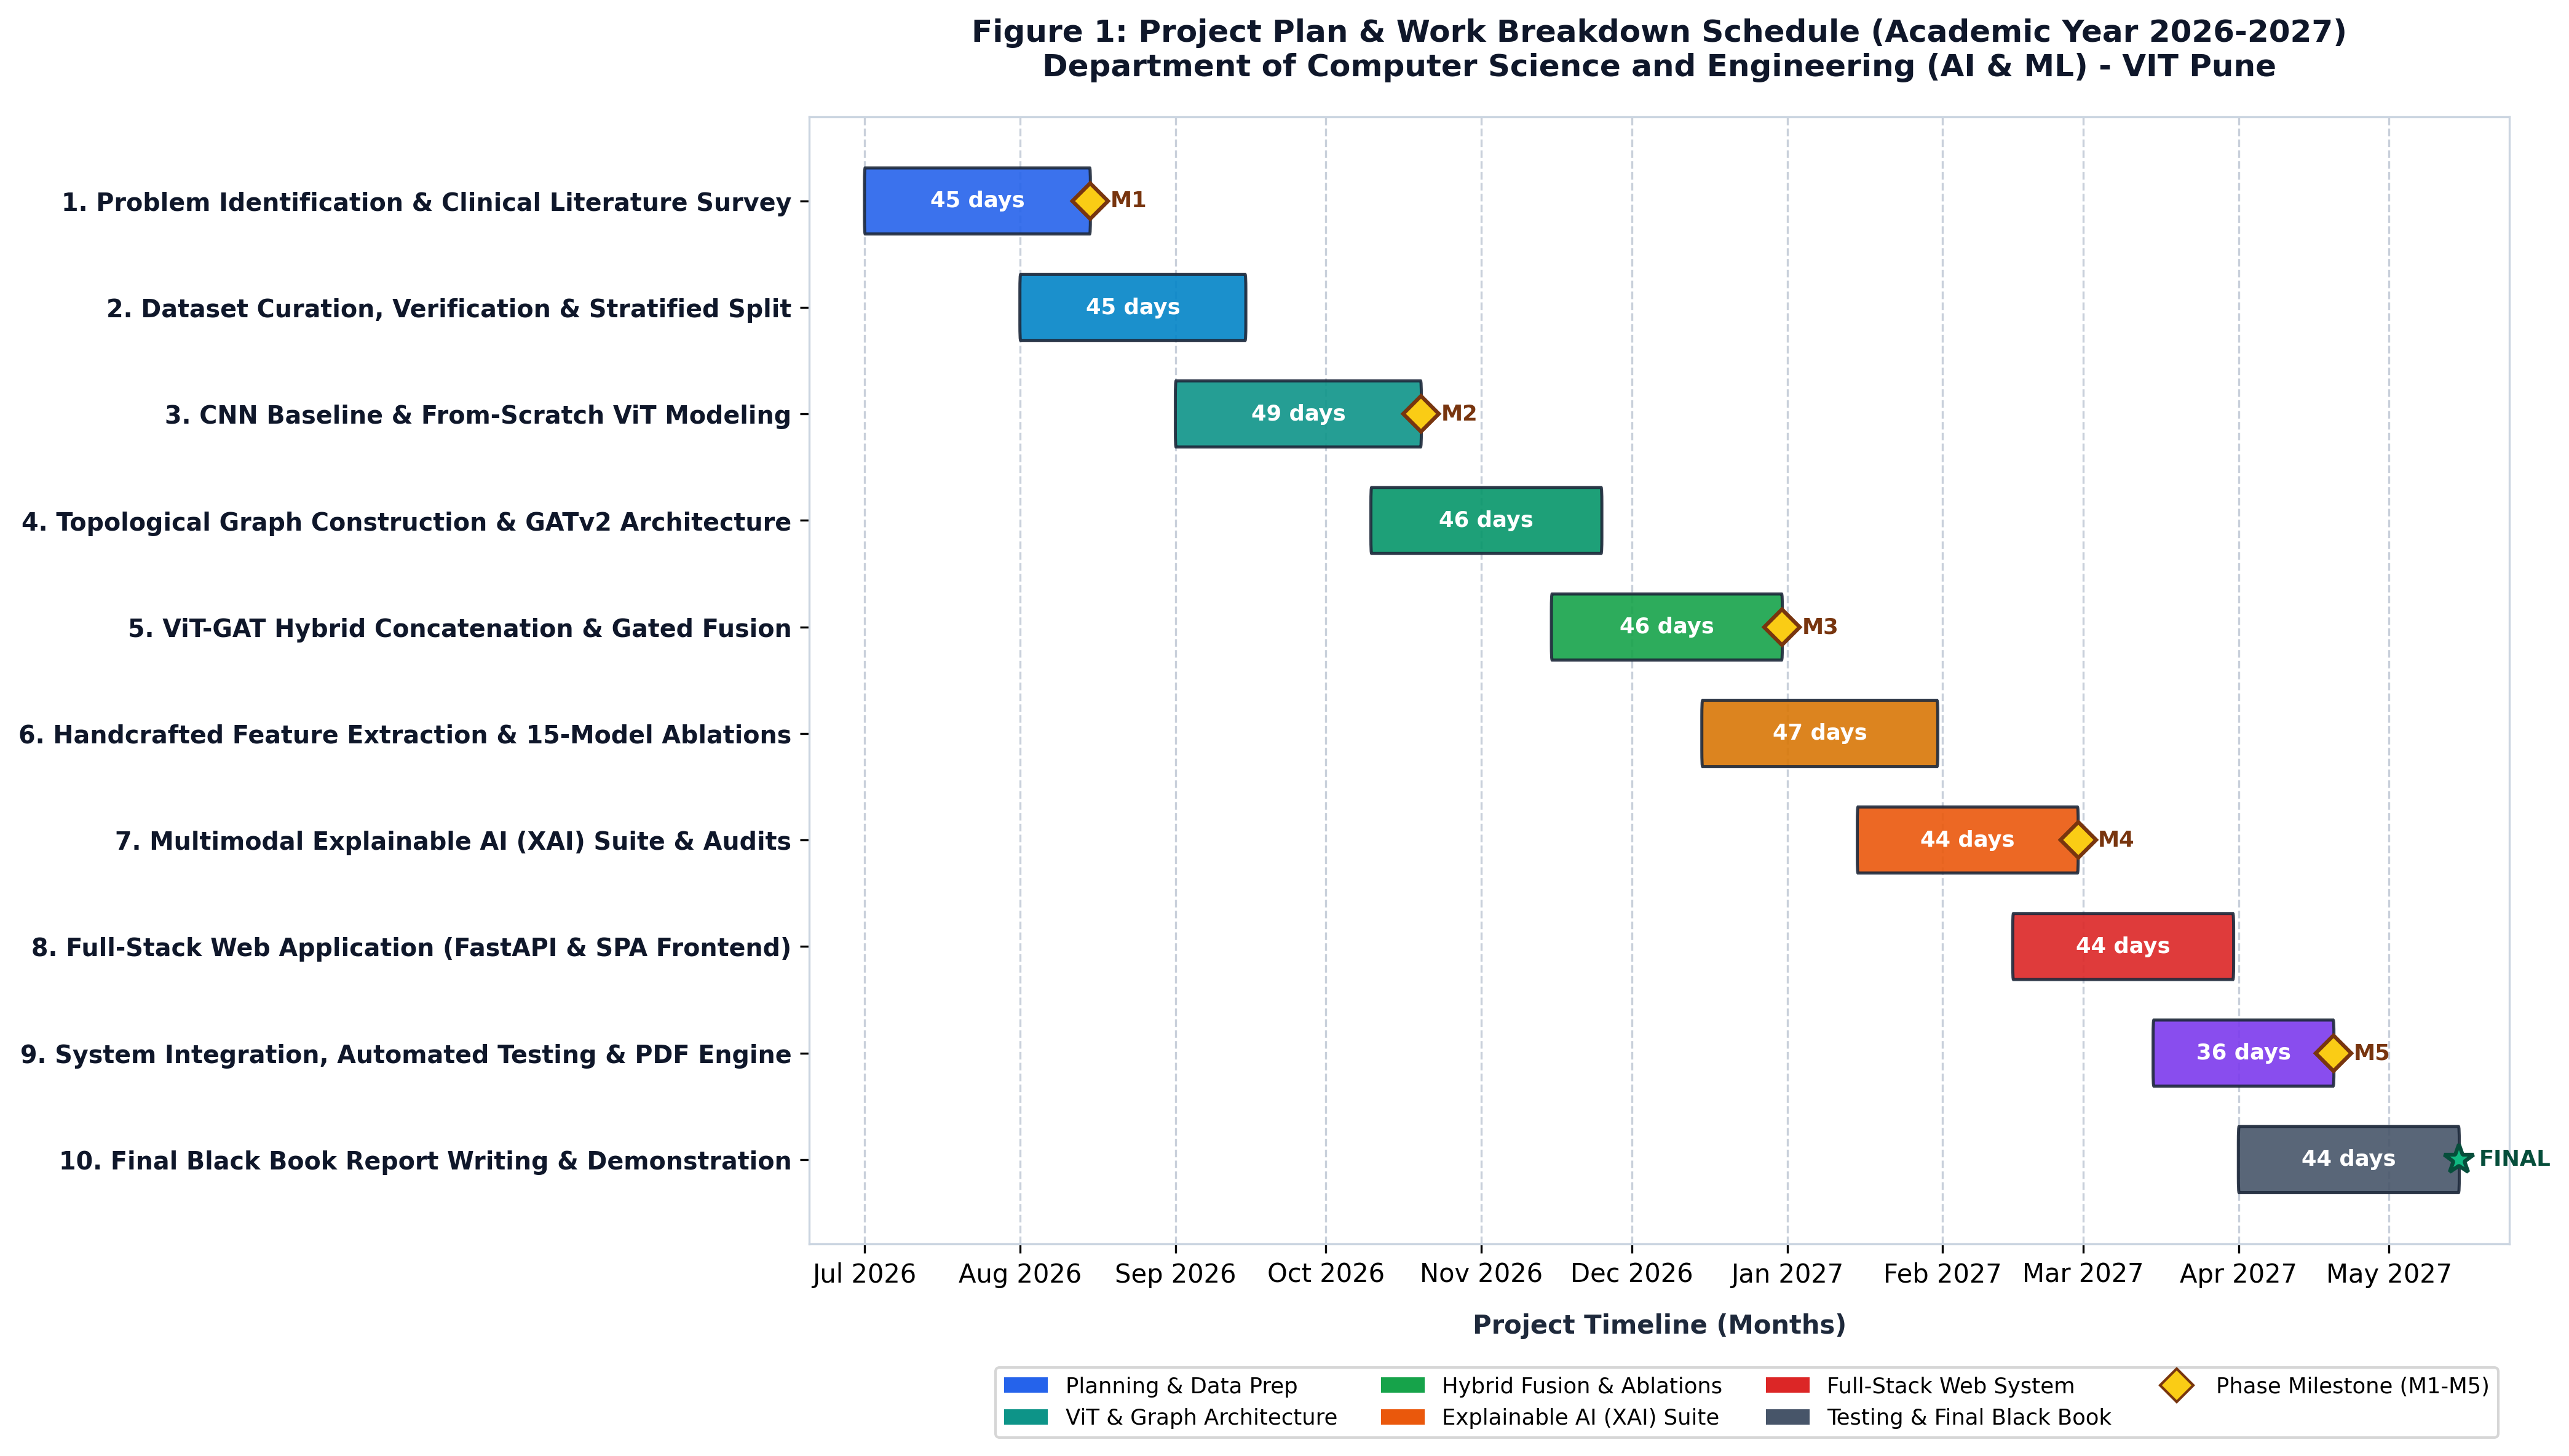 Figure 1: Project Plan & Work Breakdown Schedule (Academic Year 2026-2027)
Department of Computer Science and Engineering (AI & ML) - VIT Pune
1. Problem Identification & Clinical Literature Survey
45 days
M1
2. Dataset Curation, Verification & Stratified Split
45 days
3. CNN Baseline & From-Scratch ViT Modeling
49 days
M2
4. Topological Graph Construction & GATv2 Architecture
46 days
5. ViT-GAT Hybrid Concatenation & Gated Fusion
46 days
M3
6. Handcrafted Feature Extraction & 15-Model Ablations
47 days
7. Multimodal Explainable AI (XAI) Suite & Audits
44 days
M4
8. Full-Stack Web Application (FastAPI & SPA Frontend)
44 days
9. System Integration, Automated Testing & PDF Engine
36 days
M5
10. Final Black Book Report Writing & Demonstration
44 days
FINAL
Jul 2026
Aug 2026
Sep 2026
Oct 2026
Nov 2026
Dec 2026
Jan 2027
Feb 2027
Mar 2027
Apr 2027
May 2027
Project Timeline (Months)
Planning & Data Prep
ViT & Graph Architecture
Hybrid Fusion & Ablations
Explainable AI (XAI) Suite
Full-Stack Web System
Testing & Final Black Book
Phase Milestone (M1-M5)